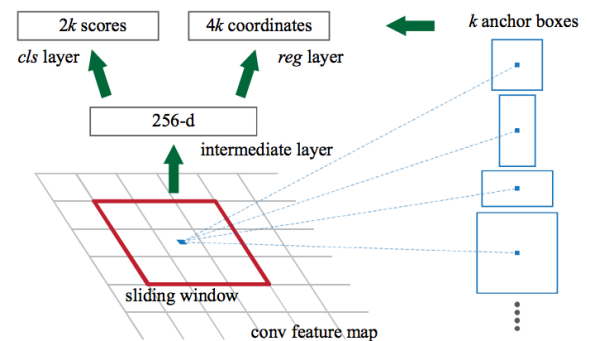 2k scores
4k coordinates
k anchor boxes
cls layer
reg layer
256-d
intermediate layer
sliding window
conv feature map